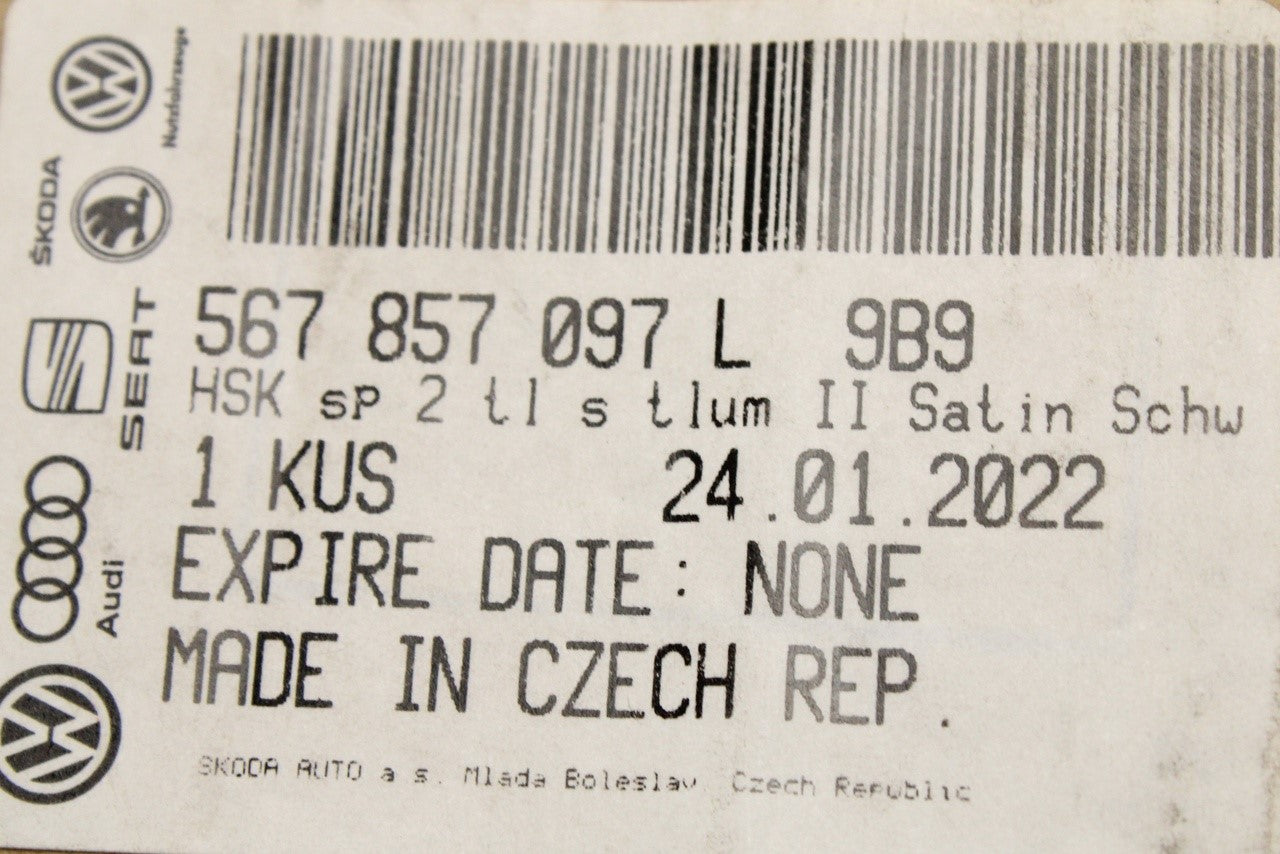 Nutzfahrzeuge
ŠKODA
SEAT
Audi
567 857 097 L 9B9
HSK sp 2 tl s tlum II Satin Schw
1 KUS 24.01.2022
EXPIRE DATE: NONE
MADE IN CZECH REP.
SKODA AUTO a s. Mlada Boleslav Czech Republic